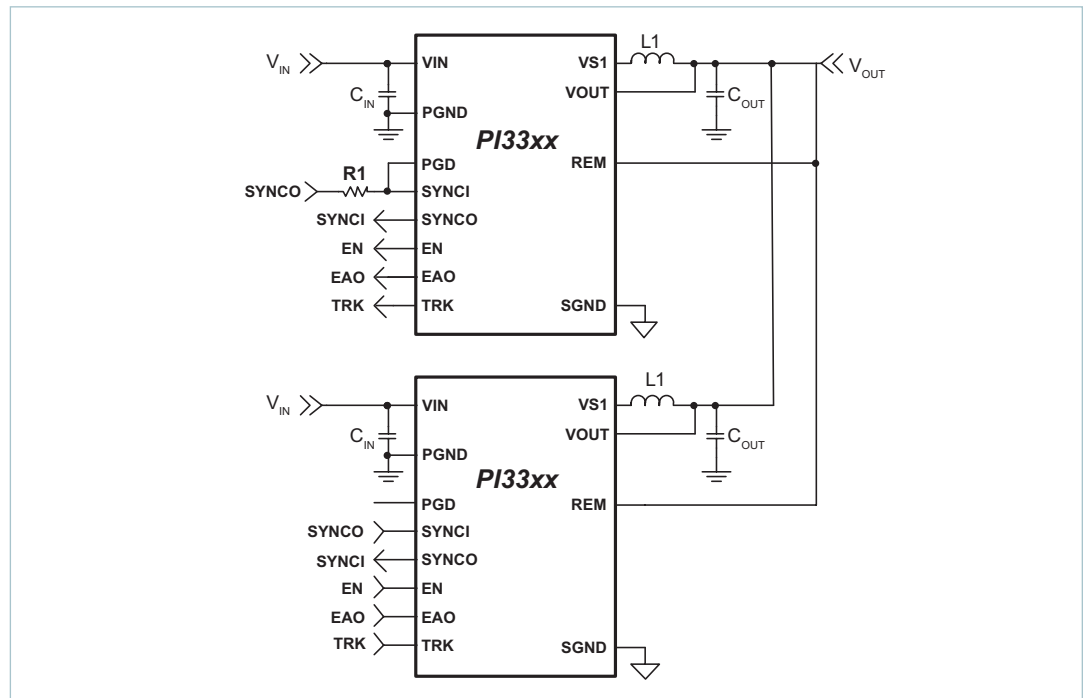 L1
V_IN
VIN
VS1
V_OUT
VOUT
C_IN
C_OUT
PGND
PI33xx
PGD
REM
R1
SYNCO
SYNCI
SYNCI
SYNCO
EN
EN
EAO
EAO
TRK
TRK
SGND
L1
V_IN
VIN
VS1
VOUT
C_IN
C_OUT
PGND
PI33xx
PGD
REM
SYNCO
SYNCI
SYNCI
SYNCO
EN
EN
EAO
EAO
TRK
TRK
SGND